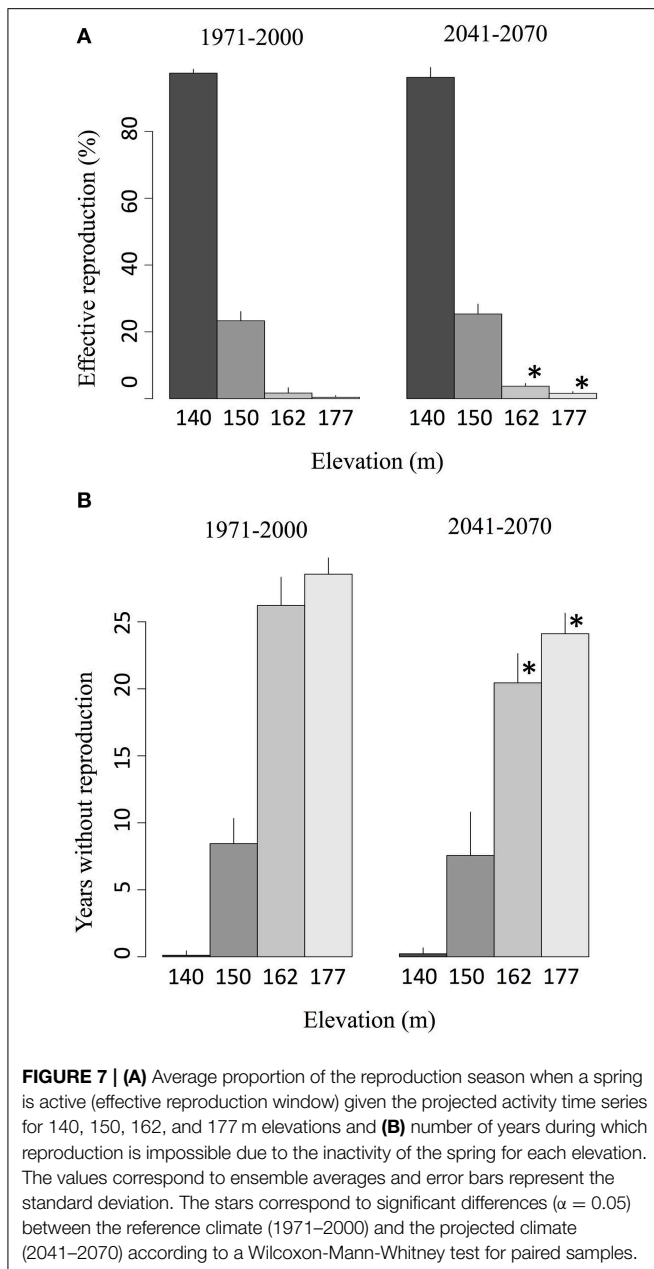 A
1971-2000
2041-2070
Effective reproduction (%)
80
60
40
20
0
140 150 162 177
140 150 162 177
*
*
Elevation (m)
B
1971-2000
2041-2070
Years without reproduction
25
20
15
10
5
0
140 150 162 177
140 150 162 177
*
*
Elevation (m)
FIGURE 7 | (A) Average proportion of the reproduction season when a spring
is active (effective reproduction window) given the projected activity time series
for 140, 150, 162, and 177 m elevations and (B) number of years during which
reproduction is impossible due to the inactivity of the spring for each elevation.
The values correspond to ensemble averages and error bars represent the
standard deviation. The stars correspond to significant differences (α = 0.05)
between the reference climate (1971–2000) and the projected climate
(2041–2070) according to a Wilcoxon-Mann-Whitney test for paired samples.